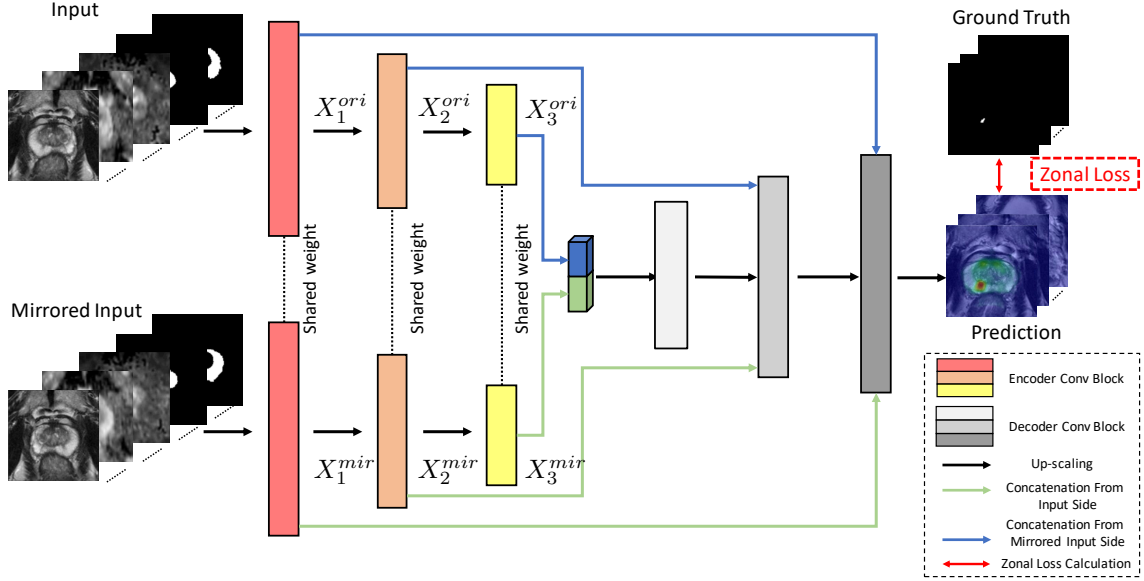 Input
Ground Truth
X_1^{ori}
X_2^{ori}
X_3^{ori}
Zonal Loss
Shared weight
Shared weight
Shared weight
Mirrored Input
Prediction
X_1^{mir}
X_2^{mir}
X_3^{mir}
Encoder Conv Block
Decoder Conv Block
Up-scaling
Concatenation From
Input Side
Concatenation From
Mirrored Input Side
Zonal Loss Calculation